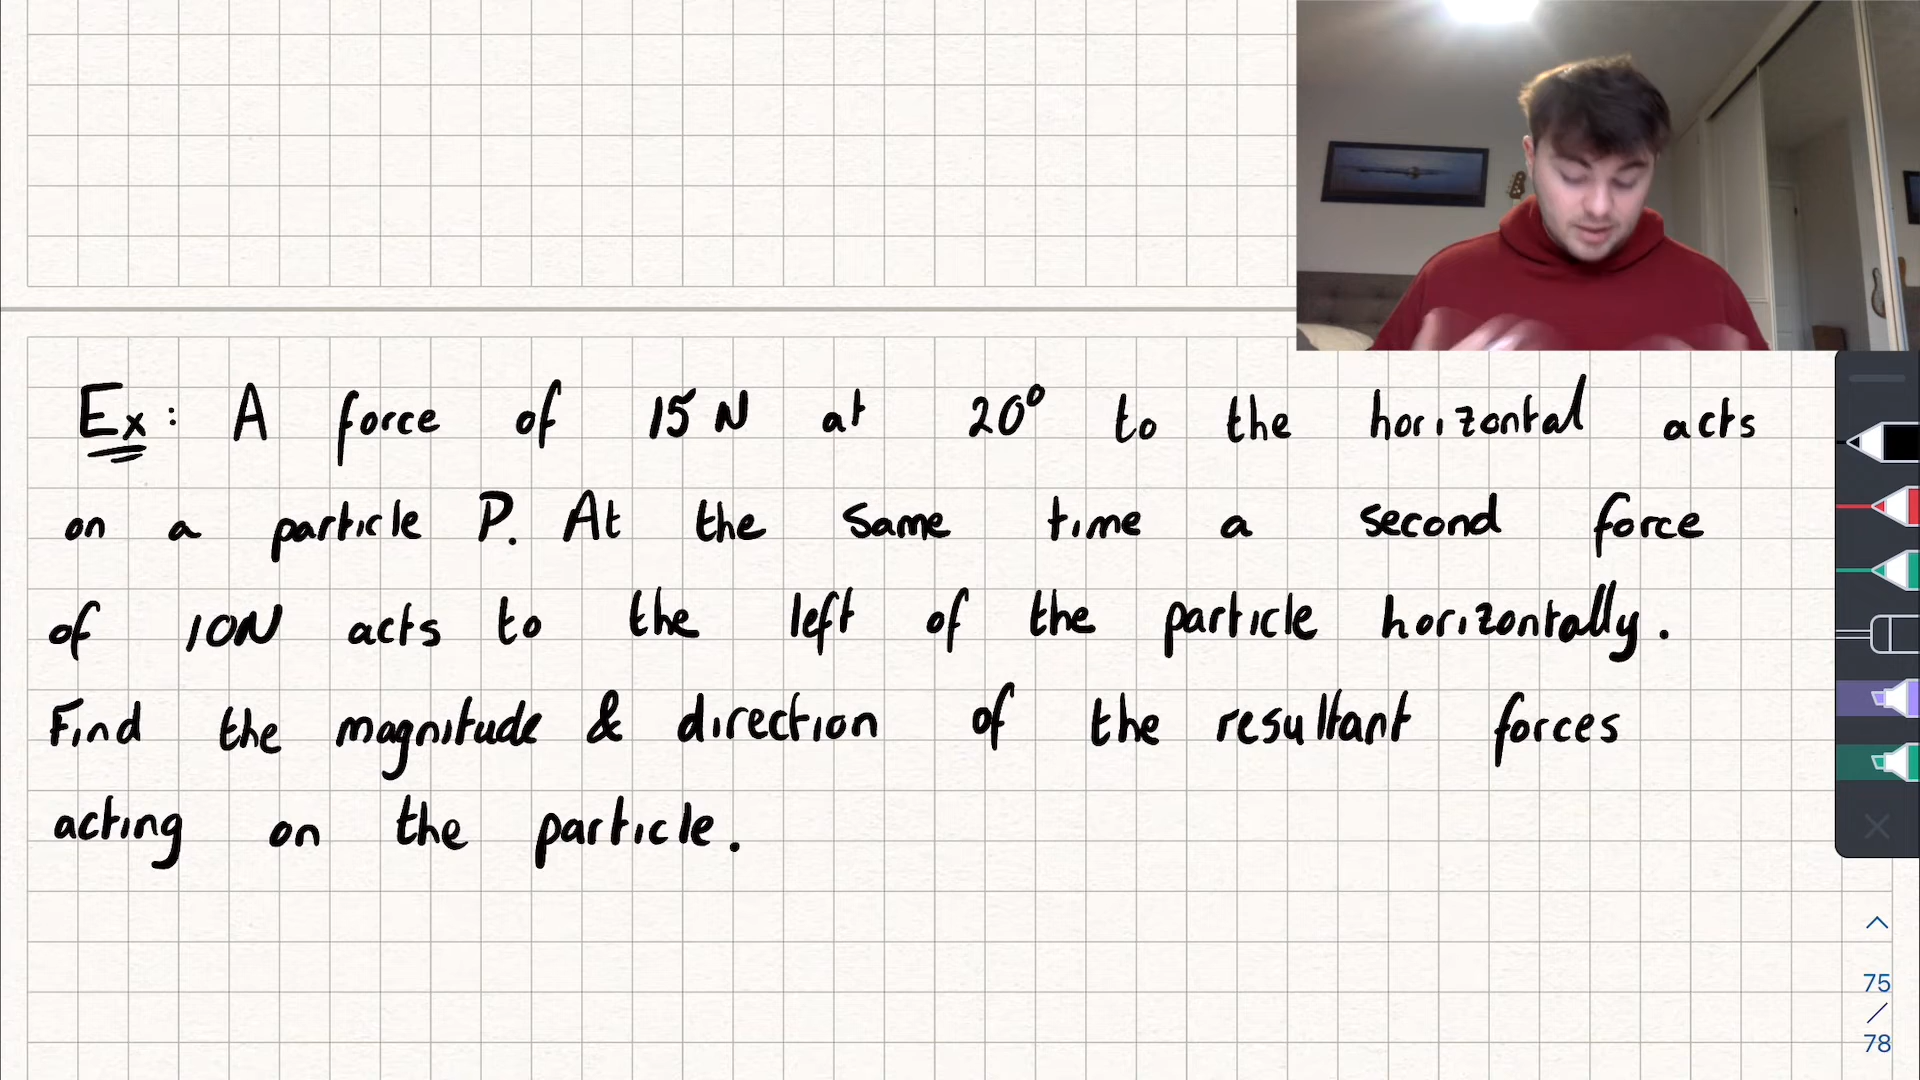 Ex: A force of 15 N at 20° to the horizontal acts
on a particle P. At the same time a second force
of 10N acts to the left of the particle horizontally.
Find the magnitude & direction of the resultant forces
acting on the particle.
75
/
78